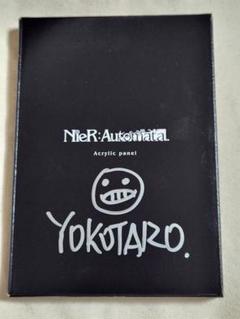 NieR:Automata
Acrylic panel
YOKOTARO.